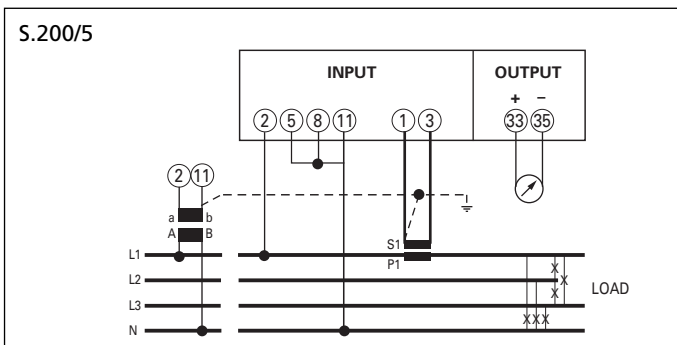 S.200/5
INPUT OUTPUT
+ −
2 5 8 11 1 3 33 35
2 11
a b
A B
S1
L1 P1
L2 LOAD
L3
N